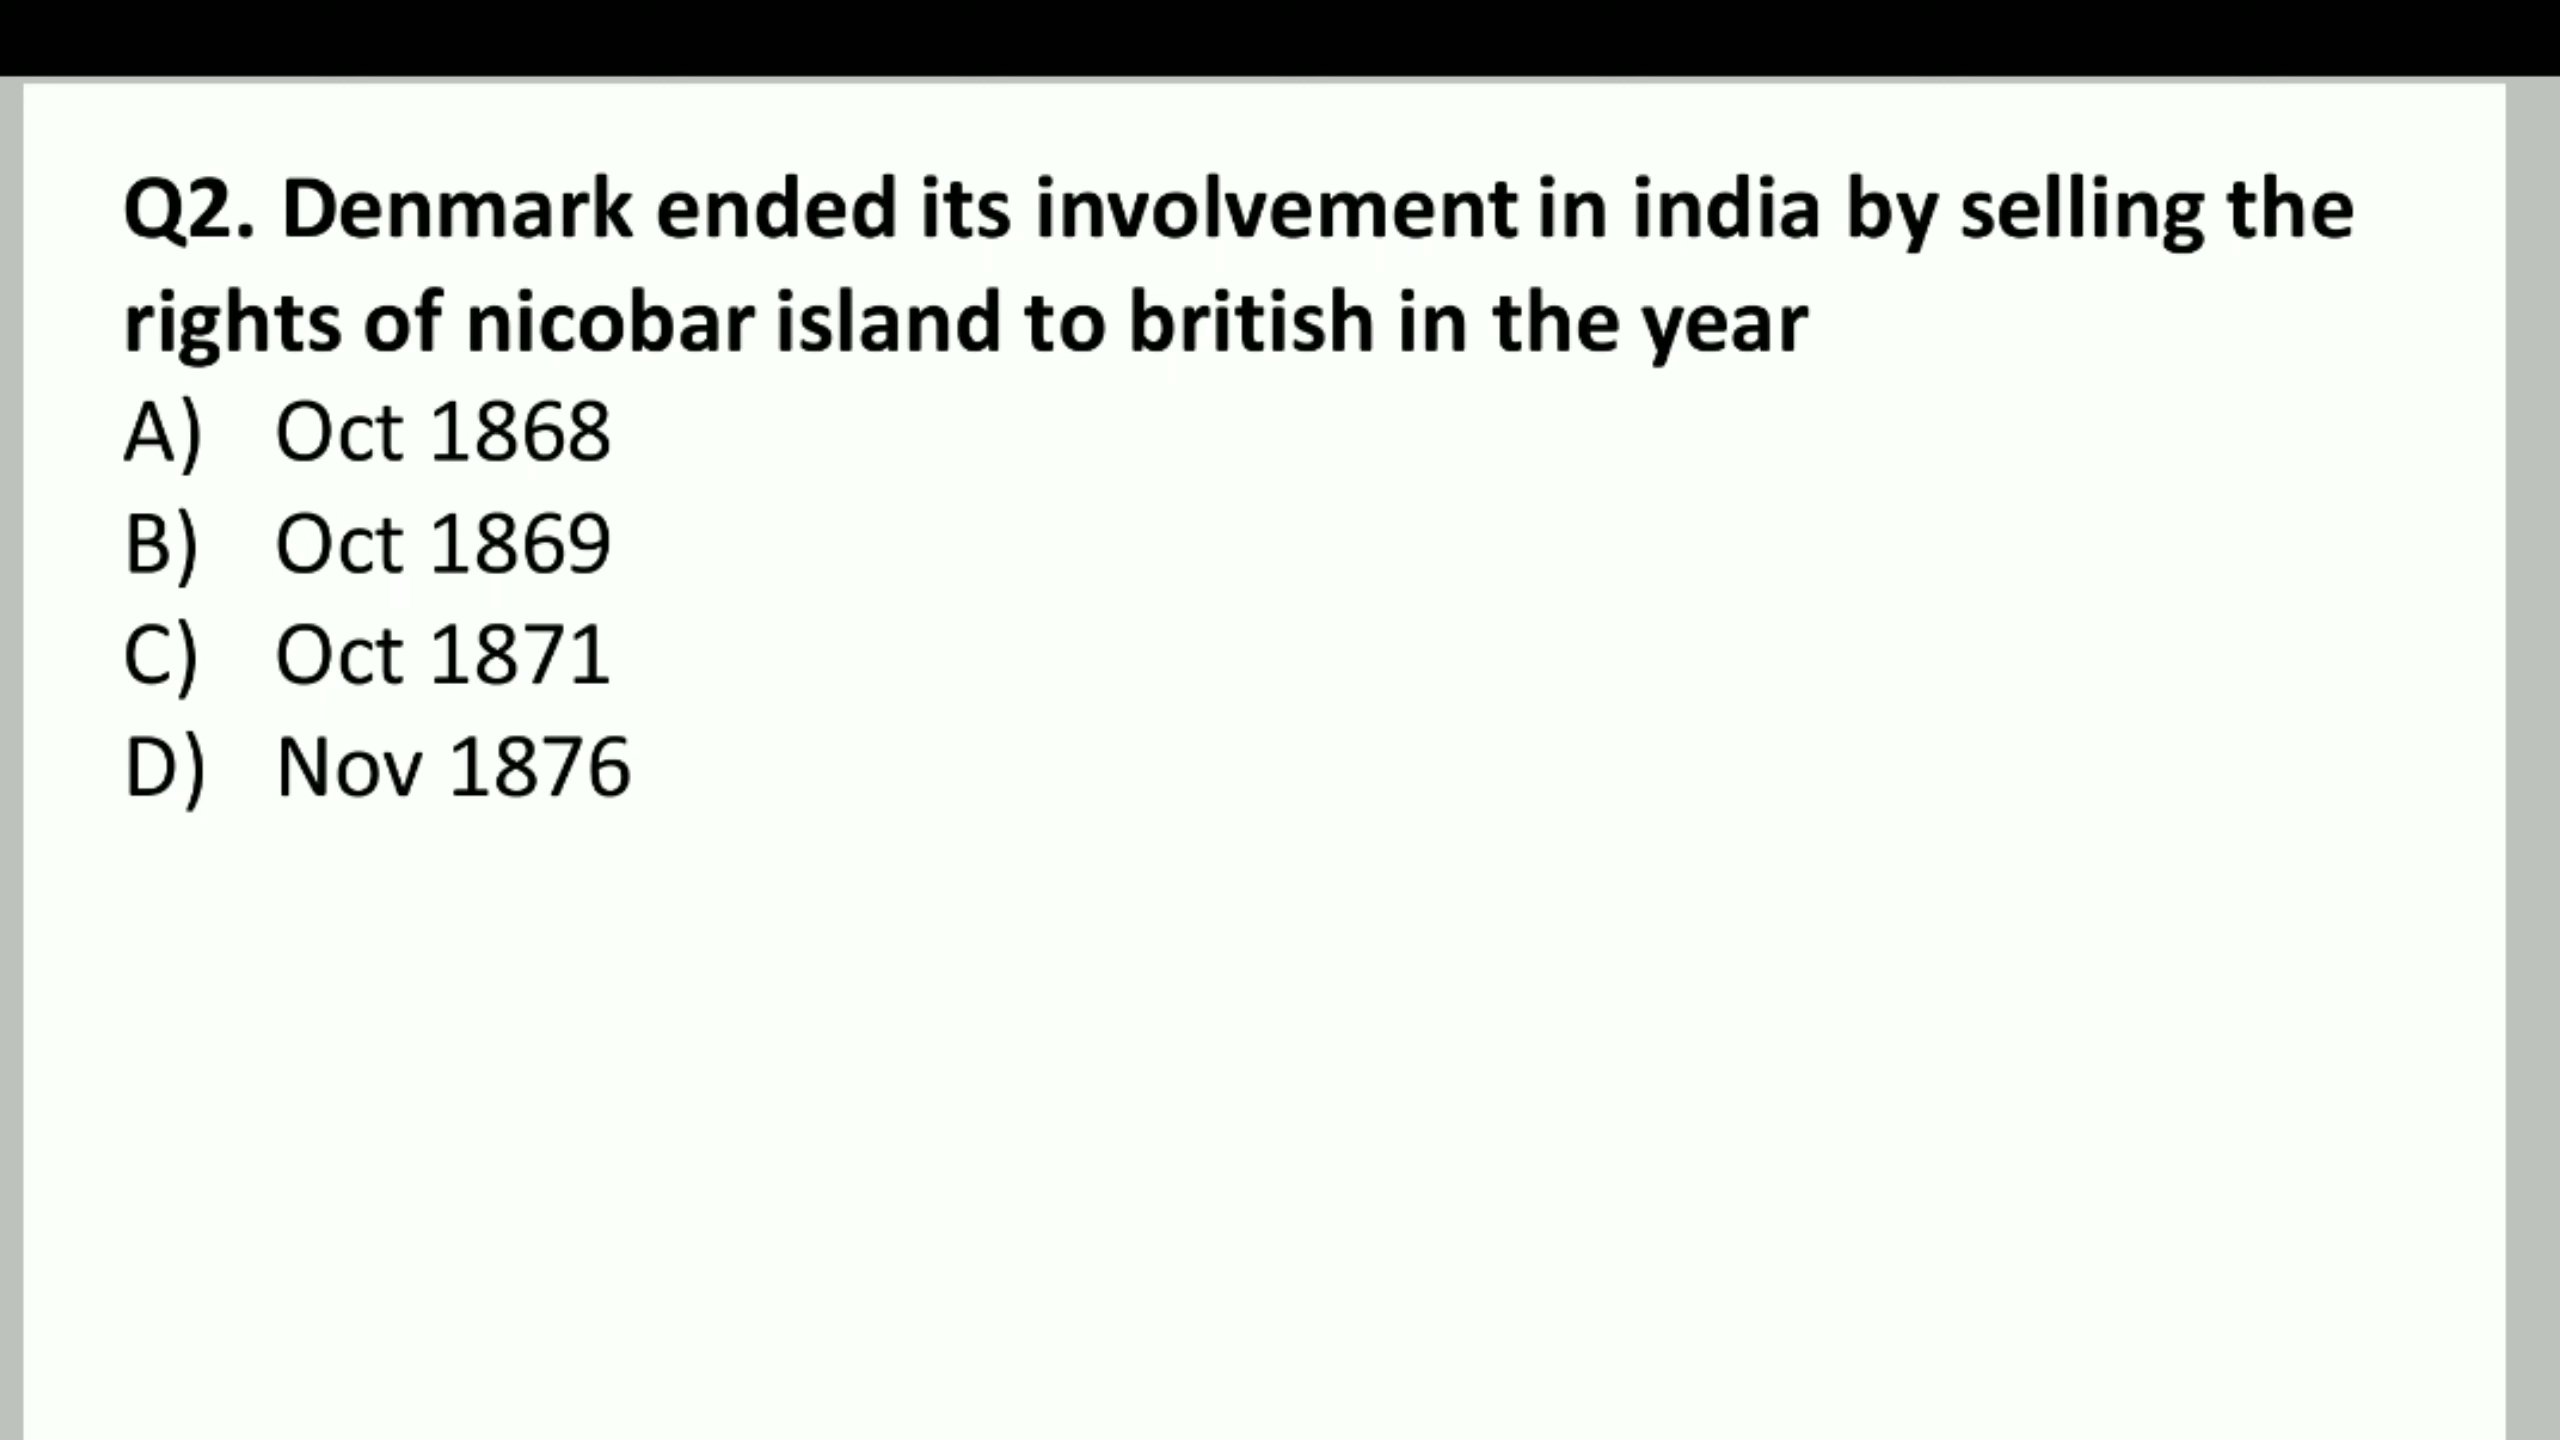 Q2. Denmark ended its involvement in india by selling the
rights of nicobar island to british in the year
A) Oct 1868
B) Oct 1869
C) Oct 1871
D) Nov 1876